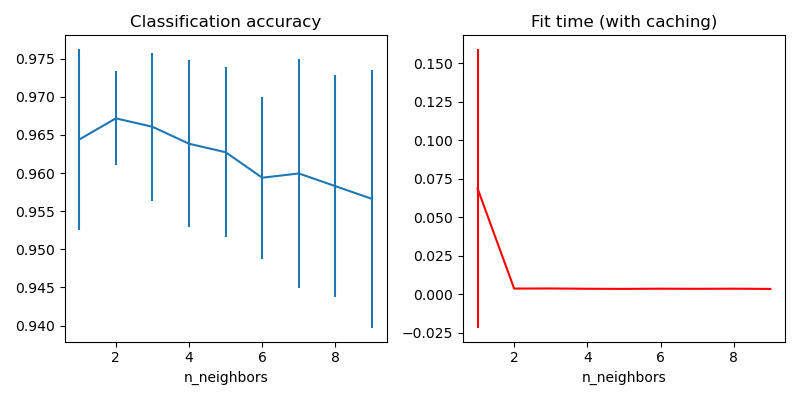 Classification accuracy
0.975
0.970
0.965
0.960
0.955
0.950
0.945
0.940
2 4 6 8
n_neighbors
Fit time (with caching)
0.150
0.125
0.100
0.075
0.050
0.025
0.000
−0.025
2 4 6 8
n_neighbors